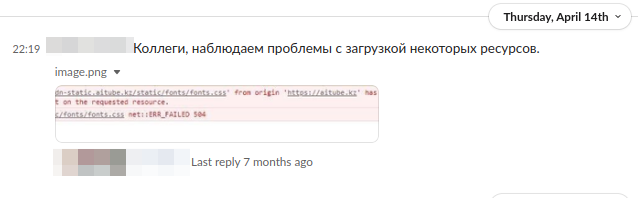 Thursday, April 14th
22:19 Коллеги, наблюдаем проблемы с загрузкой некоторых ресурсов.
image.png
dn-static.aitube.kz/static/fonts/fonts.css' from origin 'https://aitube.kz' has
t on the requested resource.
c/fonts/fonts.css net::ERR_FAILED 504
Last reply 7 months ago